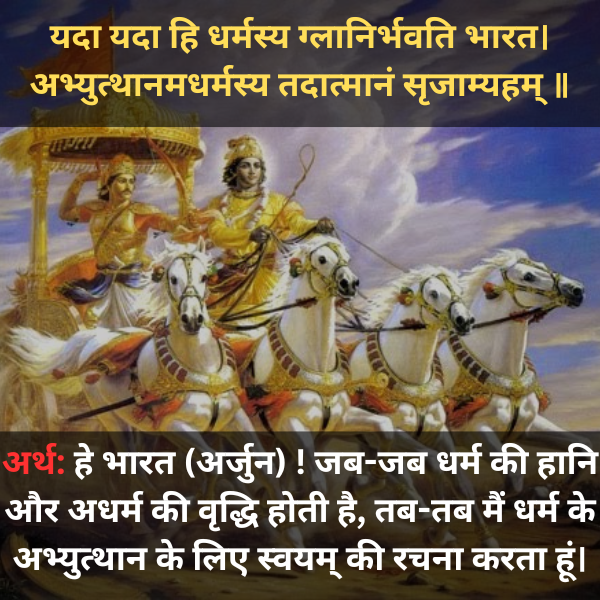 यदा यदा हि धर्मस्य ग्लानिर्भवति भारत।
अभ्युत्थानमधर्मस्य तदात्मानं सृजाम्यहम् ॥
अर्थ: हे भारत (अर्जुन) ! जब-जब धर्म की हानि
और अधर्म की वृद्धि होती है, तब-तब मैं धर्म के
अभ्युत्थान के लिए स्वयम् की रचना करता हूं।